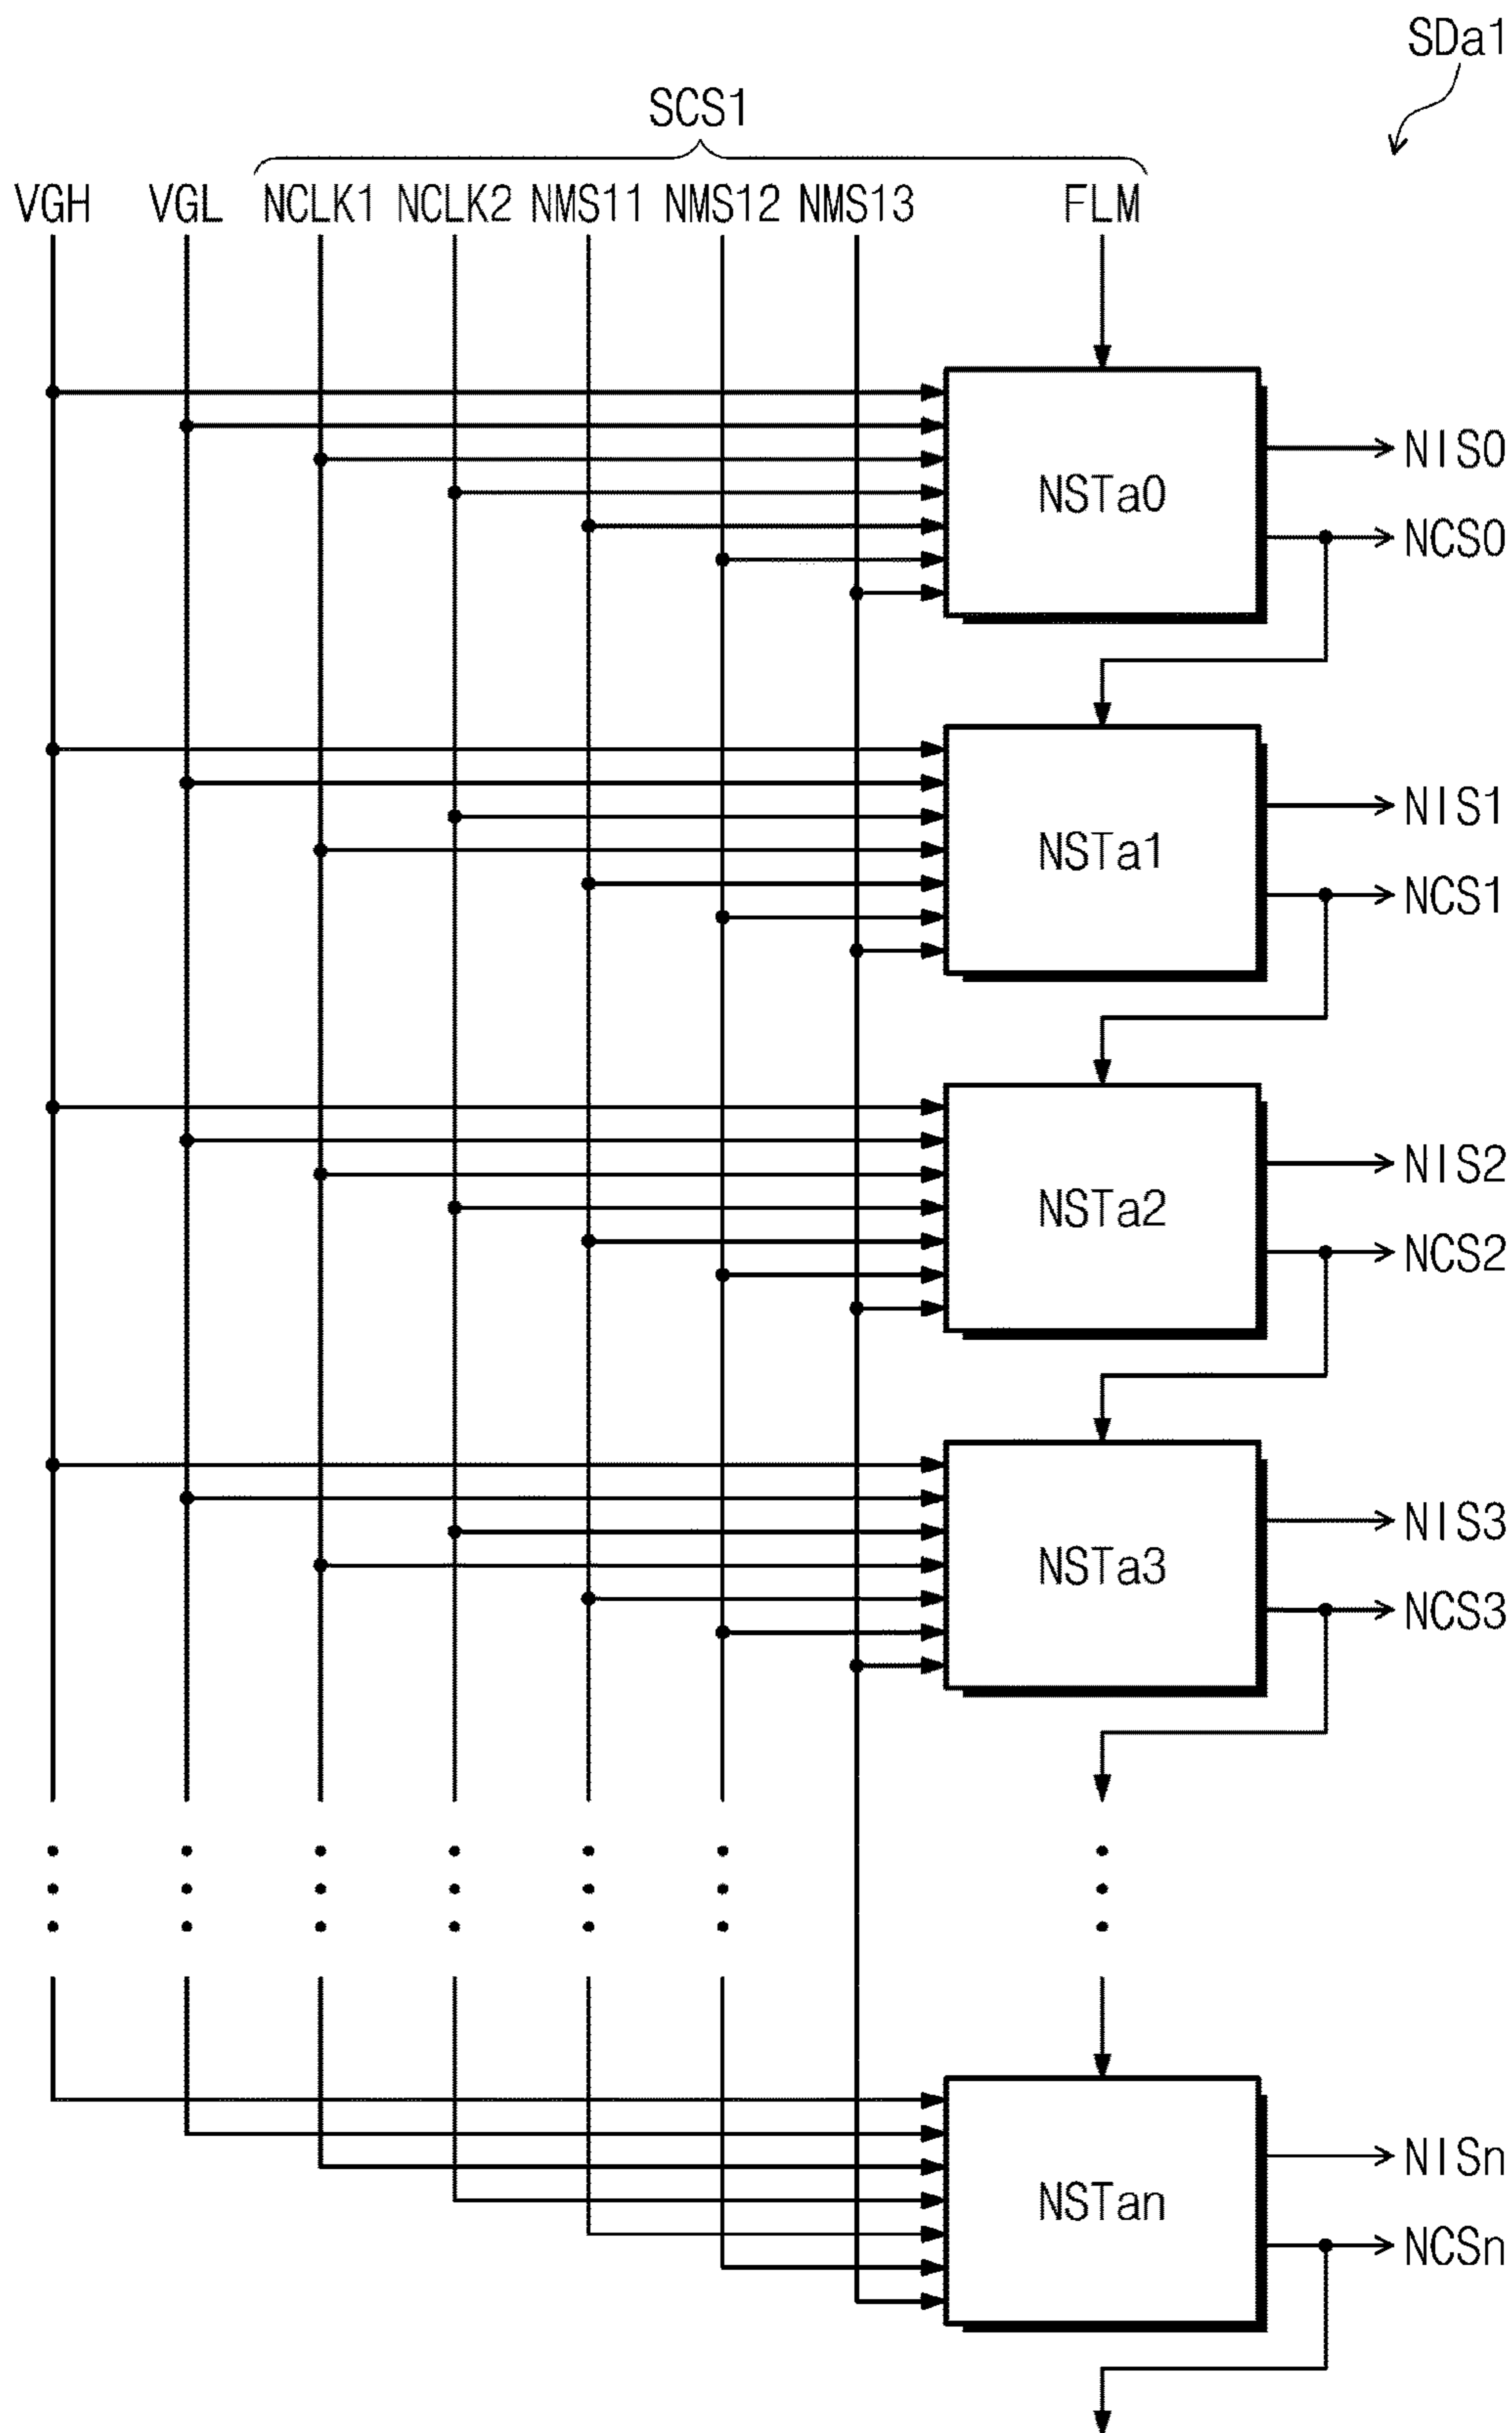 SDa1
SCS1
VGH VGL NCLK1 NCLK2 NMS11 NMS12 NMS13 FLM
NSTa0
NIS0
NCS0
NSTa1
NIS1
NCS1
NSTa2
NIS2
NCS2
NSTa3
NIS3
NCS3
NSTan
NISn
NCSn